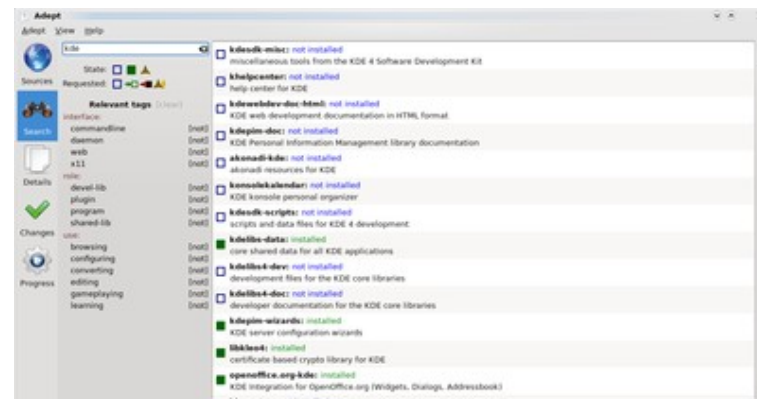 Adept
Adept View Help
kde
Sources
State:
Requested:
Relevant tags [clear]
Search
interface:
commandline [not]
daemon [not]
web [not]
x11 [not]
Details
role:
devel-lib [not]
plugin [not]
program [not]
shared-lib [not]
Changes
use:
browsing [not]
configuring [not]
converting [not]
editing [not]
gameplaying [not]
learning [not]
Progress
kdesdk-misc: not installed
miscellaneous tools from the KDE 4 Software Development Kit
khelpcenter: not installed
help center for KDE
kdewebdev-doc-html: not installed
KDE web development documentation in HTML format
kdepim-doc: not installed
KDE Personal Information Management library documentation
akonadi-kde: not installed
akonadi resources for KDE
konsolekalendar: not installed
KDE konsole personal organizer
kdesdk-scripts: not installed
scripts and data files for KDE 4 development
kdelibs-data: installed
core shared data for all KDE applications
kdelibs4-dev: not installed
development files for the KDE core libraries
kdelibs4-doc: not installed
developer documentation for the KDE core libraries
kdepim-wizards: installed
KDE server configuration wizards
libkleo4: installed
certificate based crypto library for KDE
openoffice.org-kde: installed
KDE integration for OpenOffice.org (Widgets, Dialogs, Addressbook)